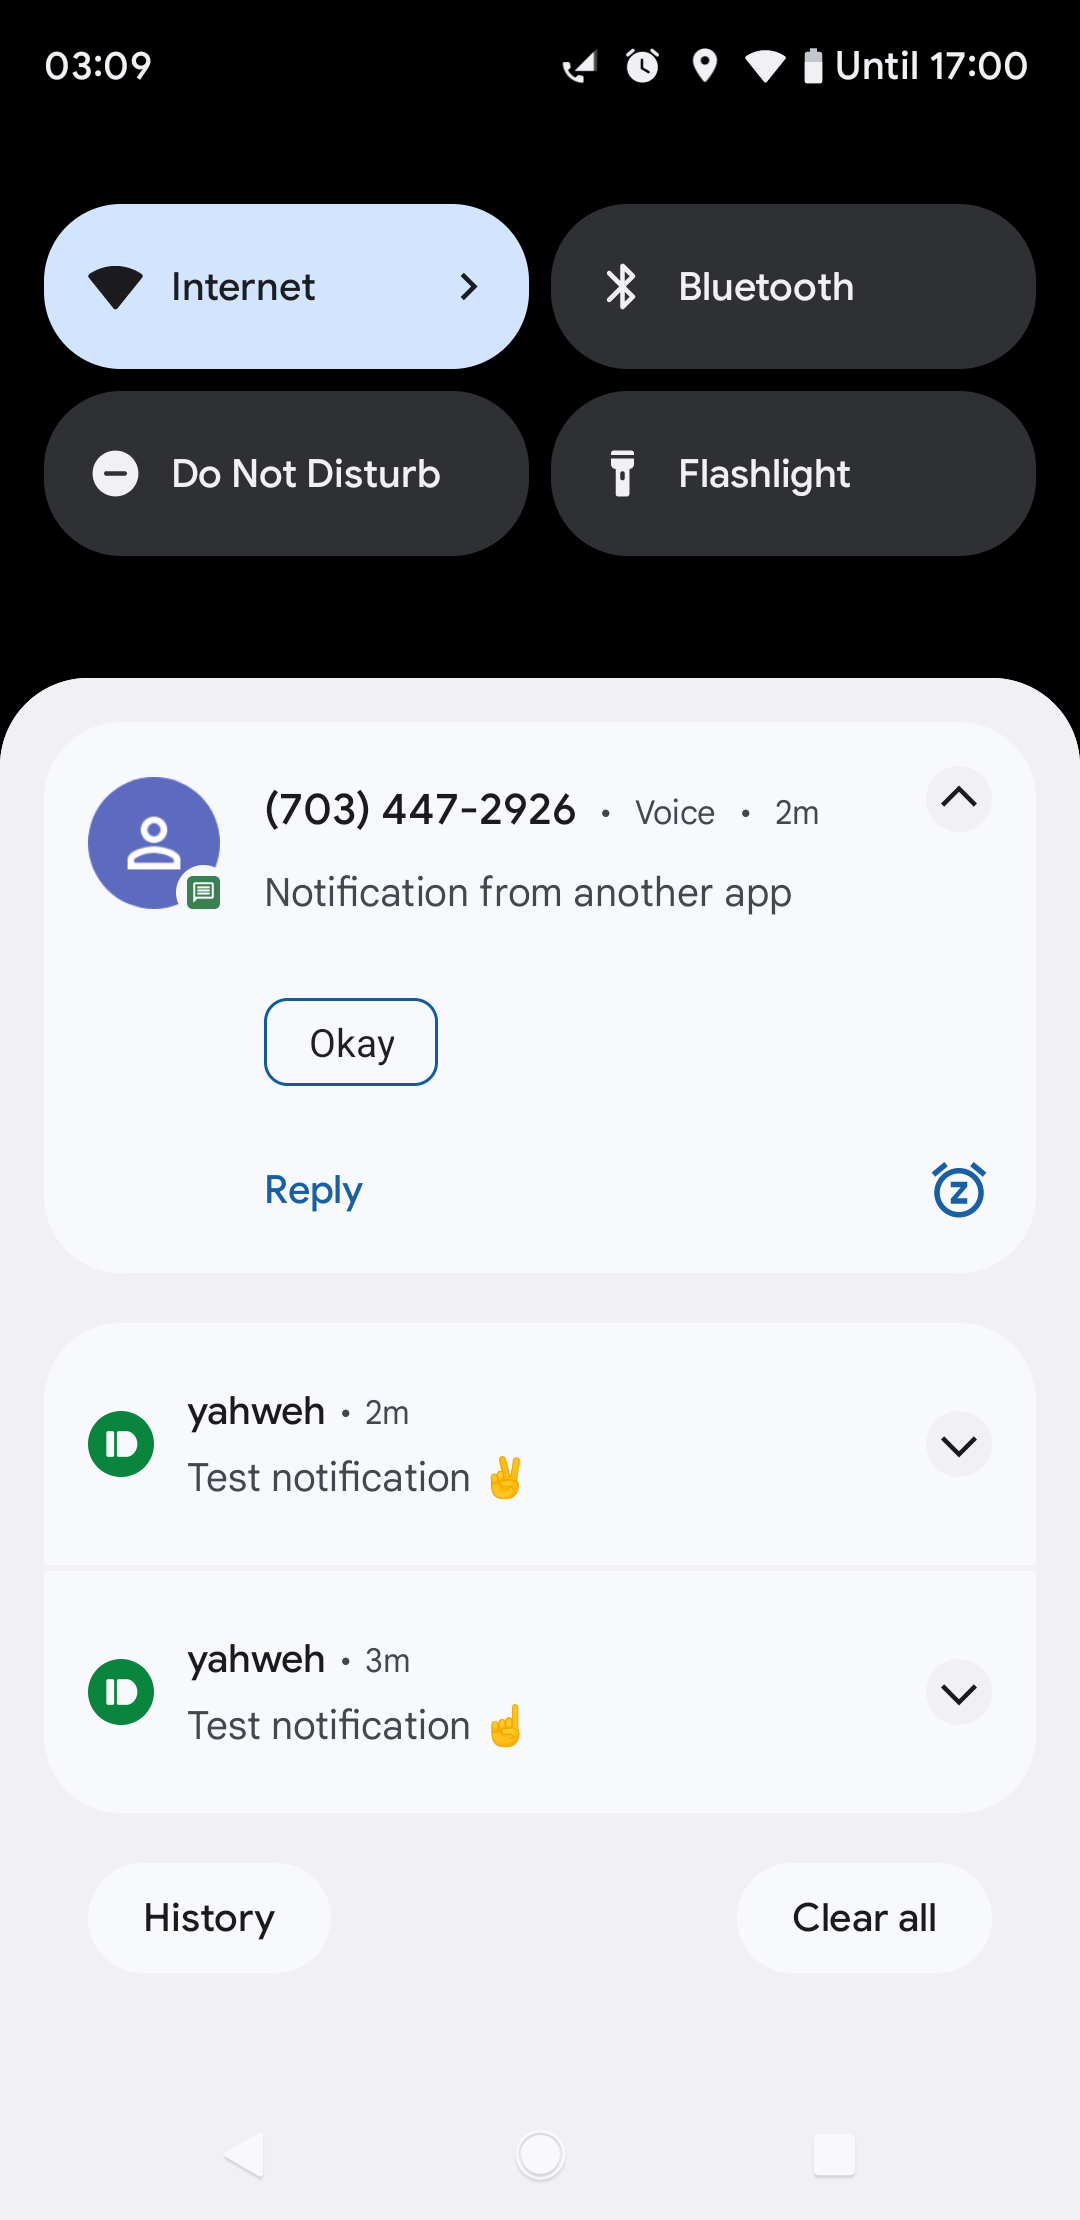 03:09 Until 17:00
Internet Bluetooth
Do Not Disturb Flashlight
(703) 447-2926 • Voice • 2m
Notification from another app
Okay
Reply
yahweh • 2m
Test notification ✌️
yahweh • 3m
Test notification ☝️
History Clear all